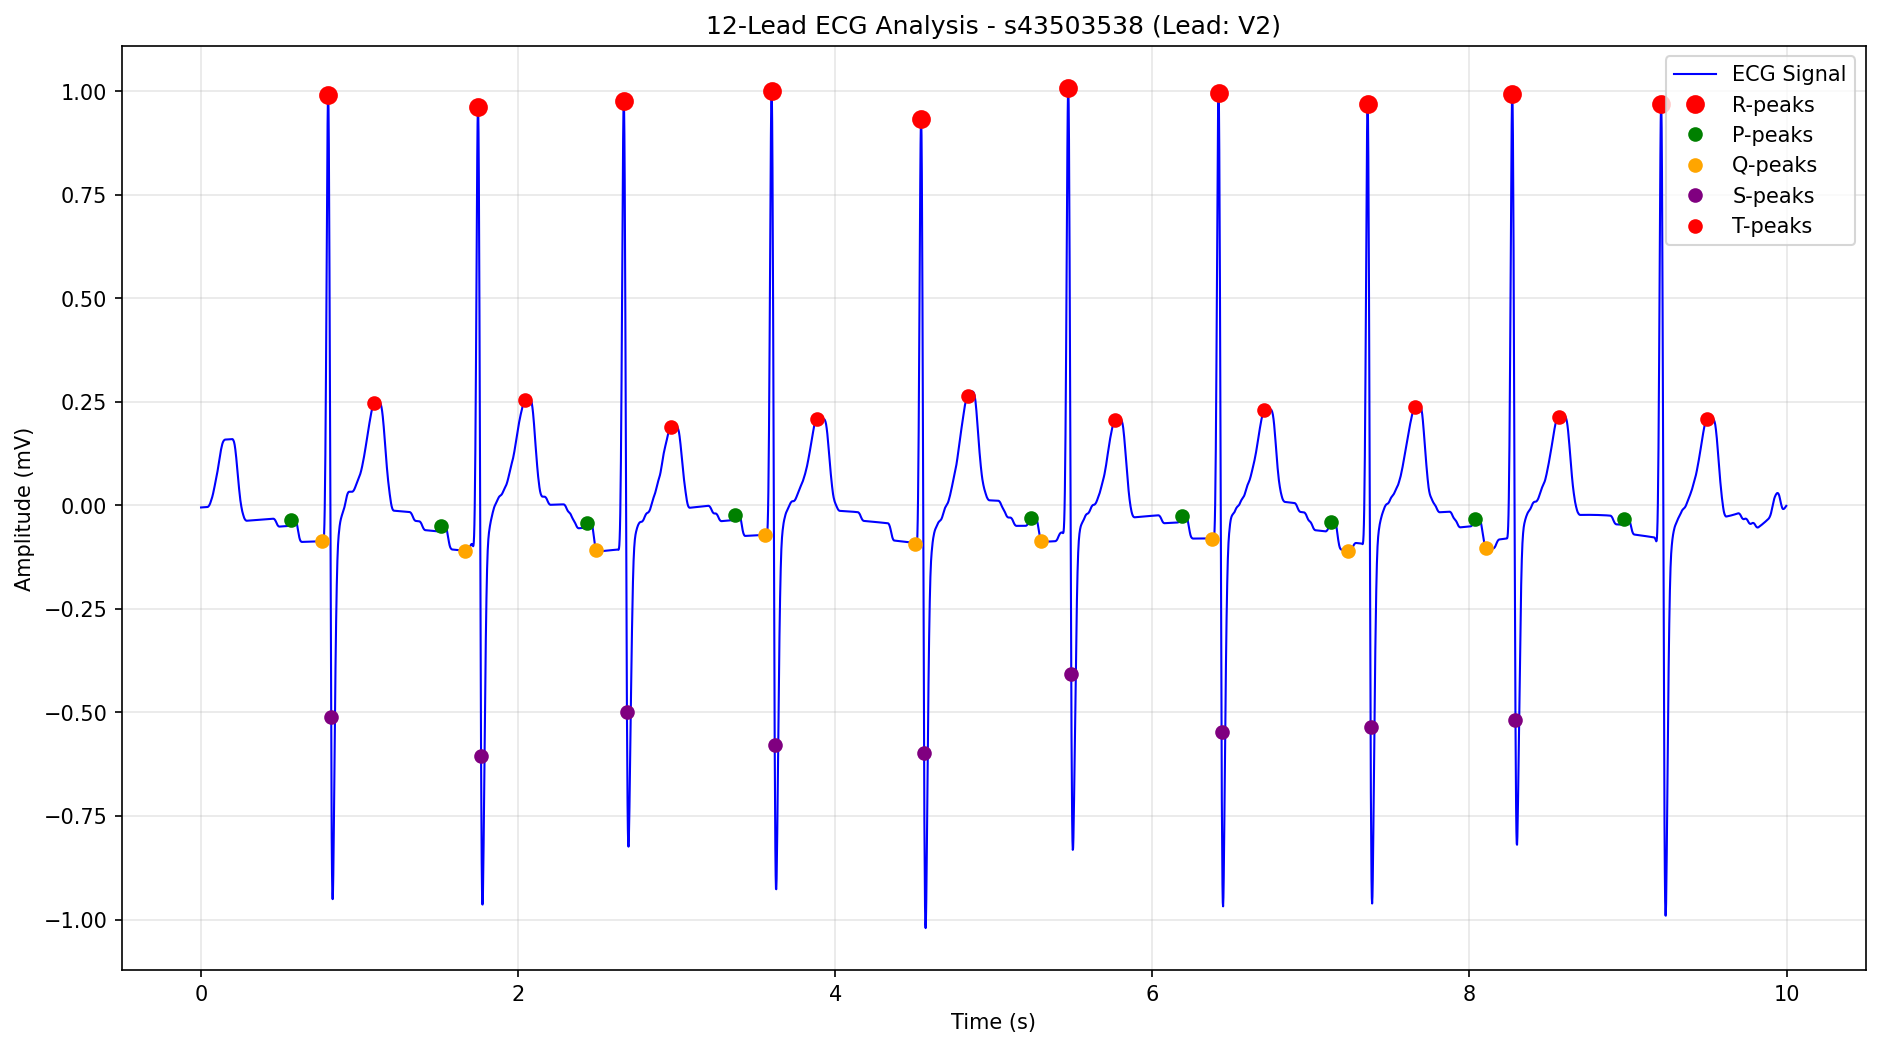 12-Lead ECG Analysis - s43503538 (Lead: V2)
ECG Signal
R-peaks
P-peaks
Q-peaks
S-peaks
T-peaks
Amplitude (mV)
1.00
0.75
0.50
0.25
0.00
−0.25
−0.50
−0.75
−1.00
0 2 4 6 8 10
Time (s)